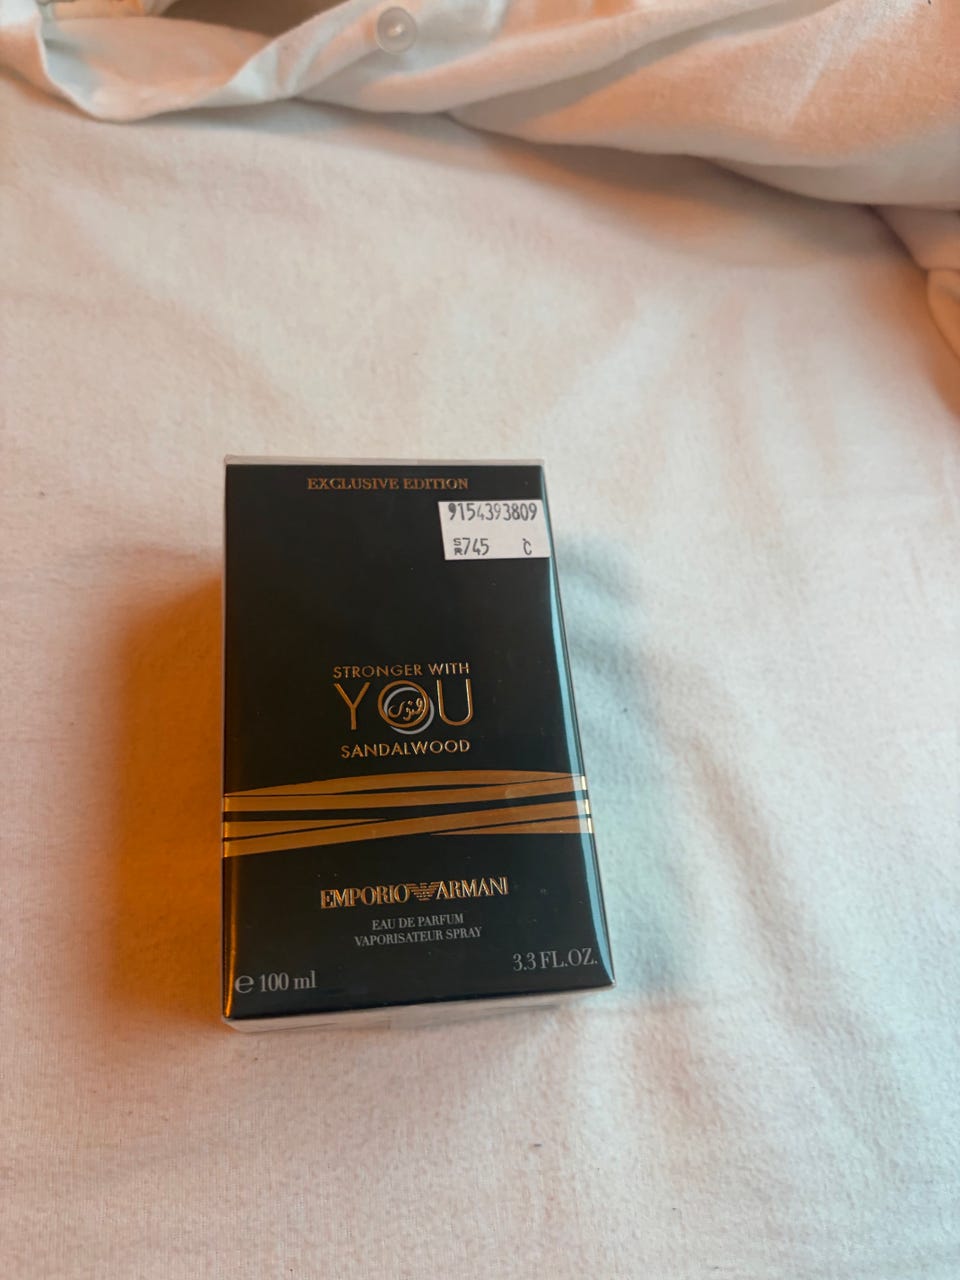 EXCLUSIVE EDITION
9154393809
SR745 C
STRONGER WITH
YOU
SANDALWOOD
EMPORIO ARMANI
EAU DE PARFUM
VAPORISATEUR SPRAY
e 100 ml 3.3 FL.OZ.